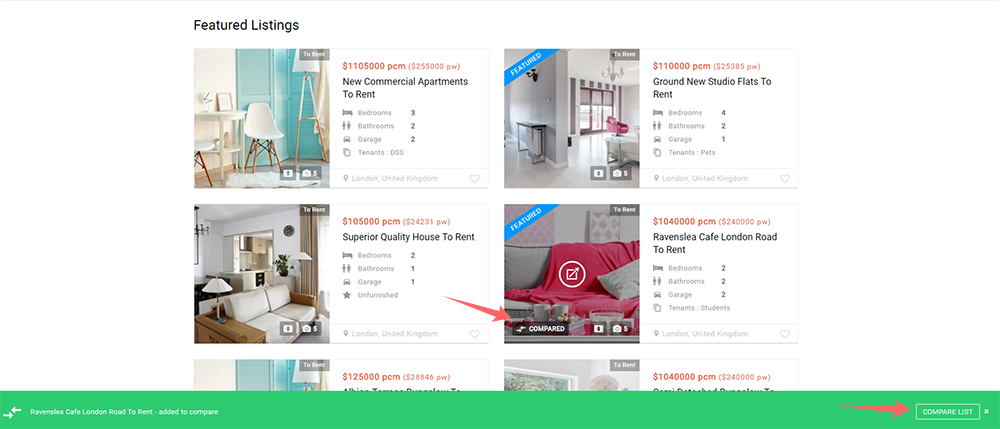 Featured Listings
To Rent
$1105000 pcm ($255000 pw)
New Commercial Apartments
To Rent
Bedrooms 3
Bathrooms 2
Garage 2
Tenants : DSS
5
London, United Kingdom
FEATURED
To Rent
$110000 pcm ($25385 pw)
Ground New Studio Flats To
Rent
Bedrooms 4
Bathrooms 2
Garage 1
Tenants : Pets
5
London, United Kingdom
To Rent
$105000 pcm ($24231 pw)
Superior Quality House To Rent
Bedrooms 2
Bathrooms 1
Garage 1
Unfurnished
5
London, United Kingdom
FEATURED
To Rent
$1040000 pcm ($240000 pw)
Ravenslea Cafe London Road
To Rent
Bedrooms 2
Bathrooms 2
Garage 2
Tenants : Students
COMPARED
5
London, United Kingdom
To Rent
$125000 pcm ($28846 pw)
To Rent
$1040000 pcm ($240000 pw)
Ravenslea Cafe London Road To Rent - added to compare
COMPARE LIST
×